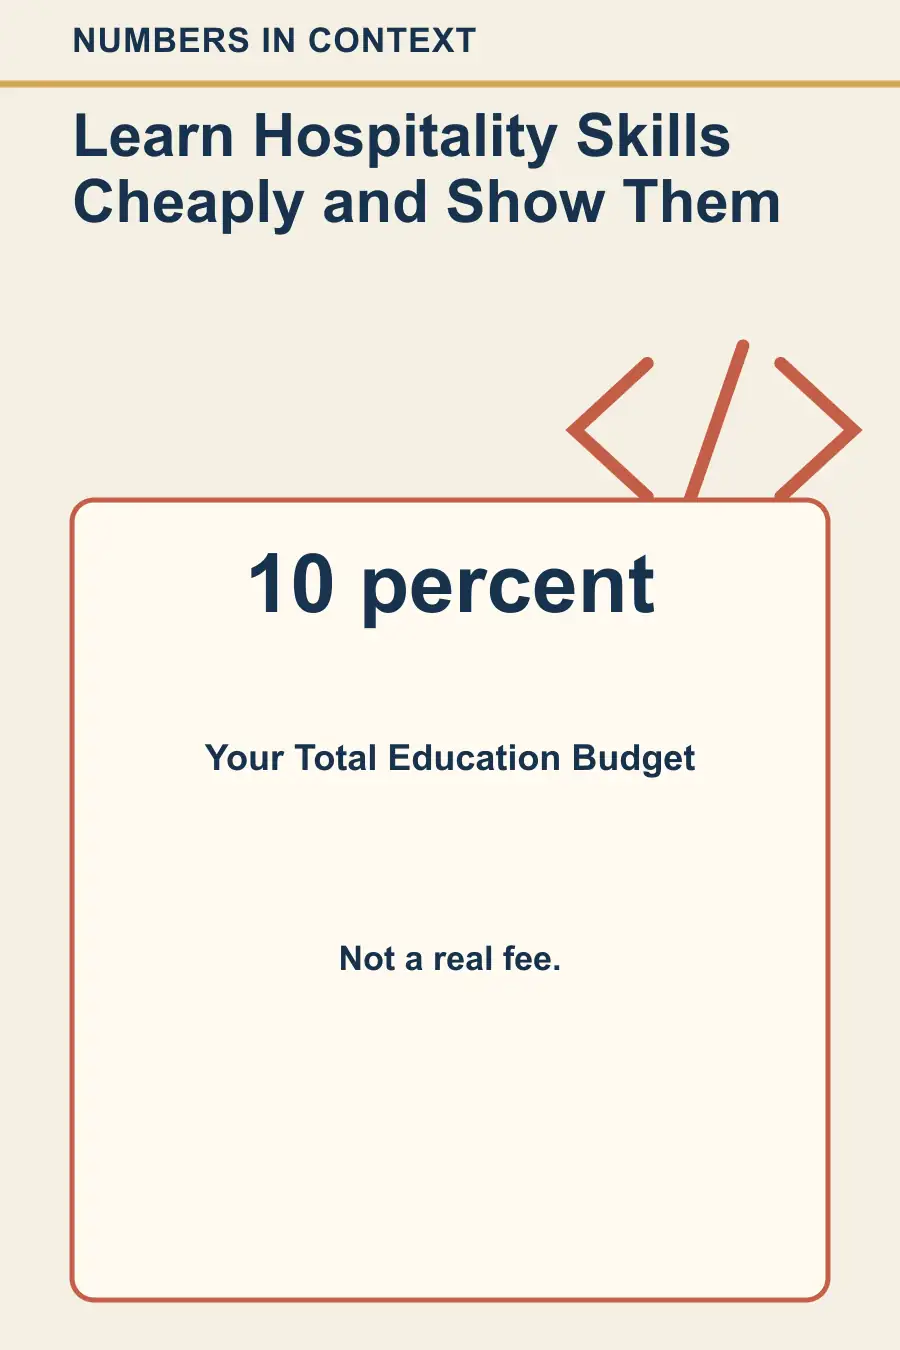 NUMBERS IN CONTEXT
Learn Hospitality Skills
Cheaply and Show Them
10 percent
Your Total Education Budget
Not a real fee.